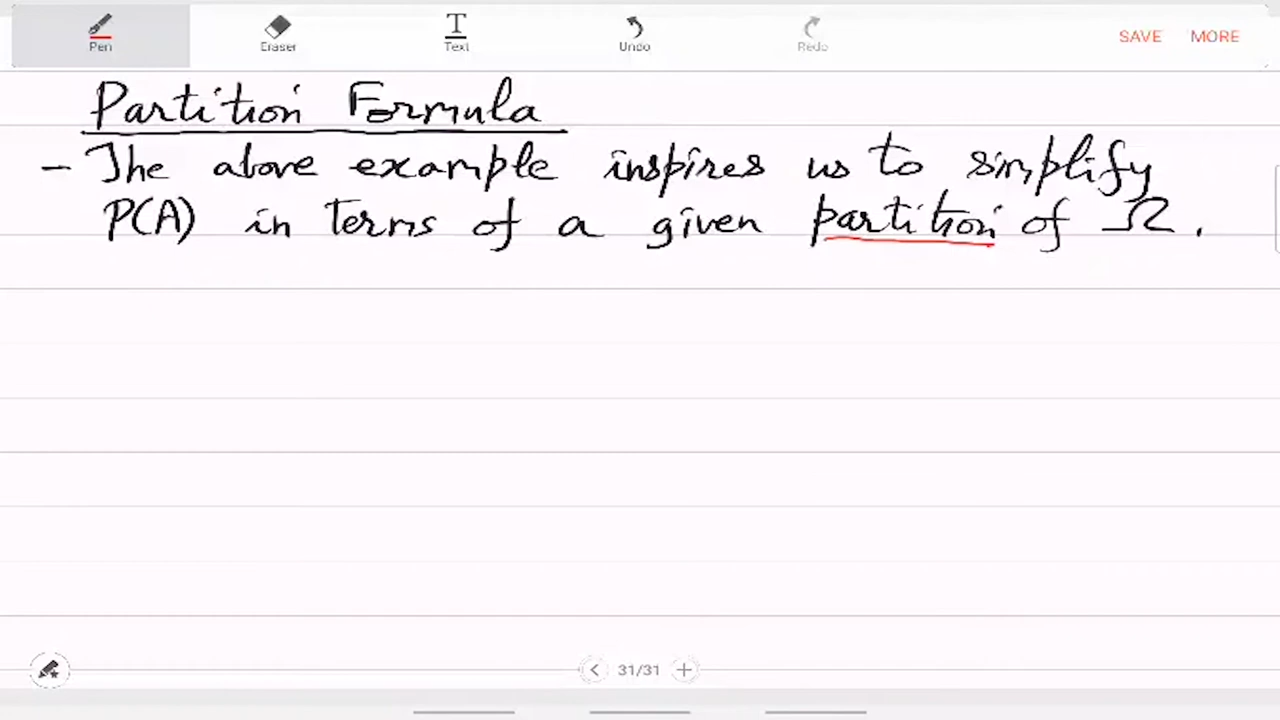 Pen Eraser Text Undo Redo SAVE MORE
Partition Formula
- The above example inspires us to simplify
P(A) in terms of a given partition of Ω.
31/31